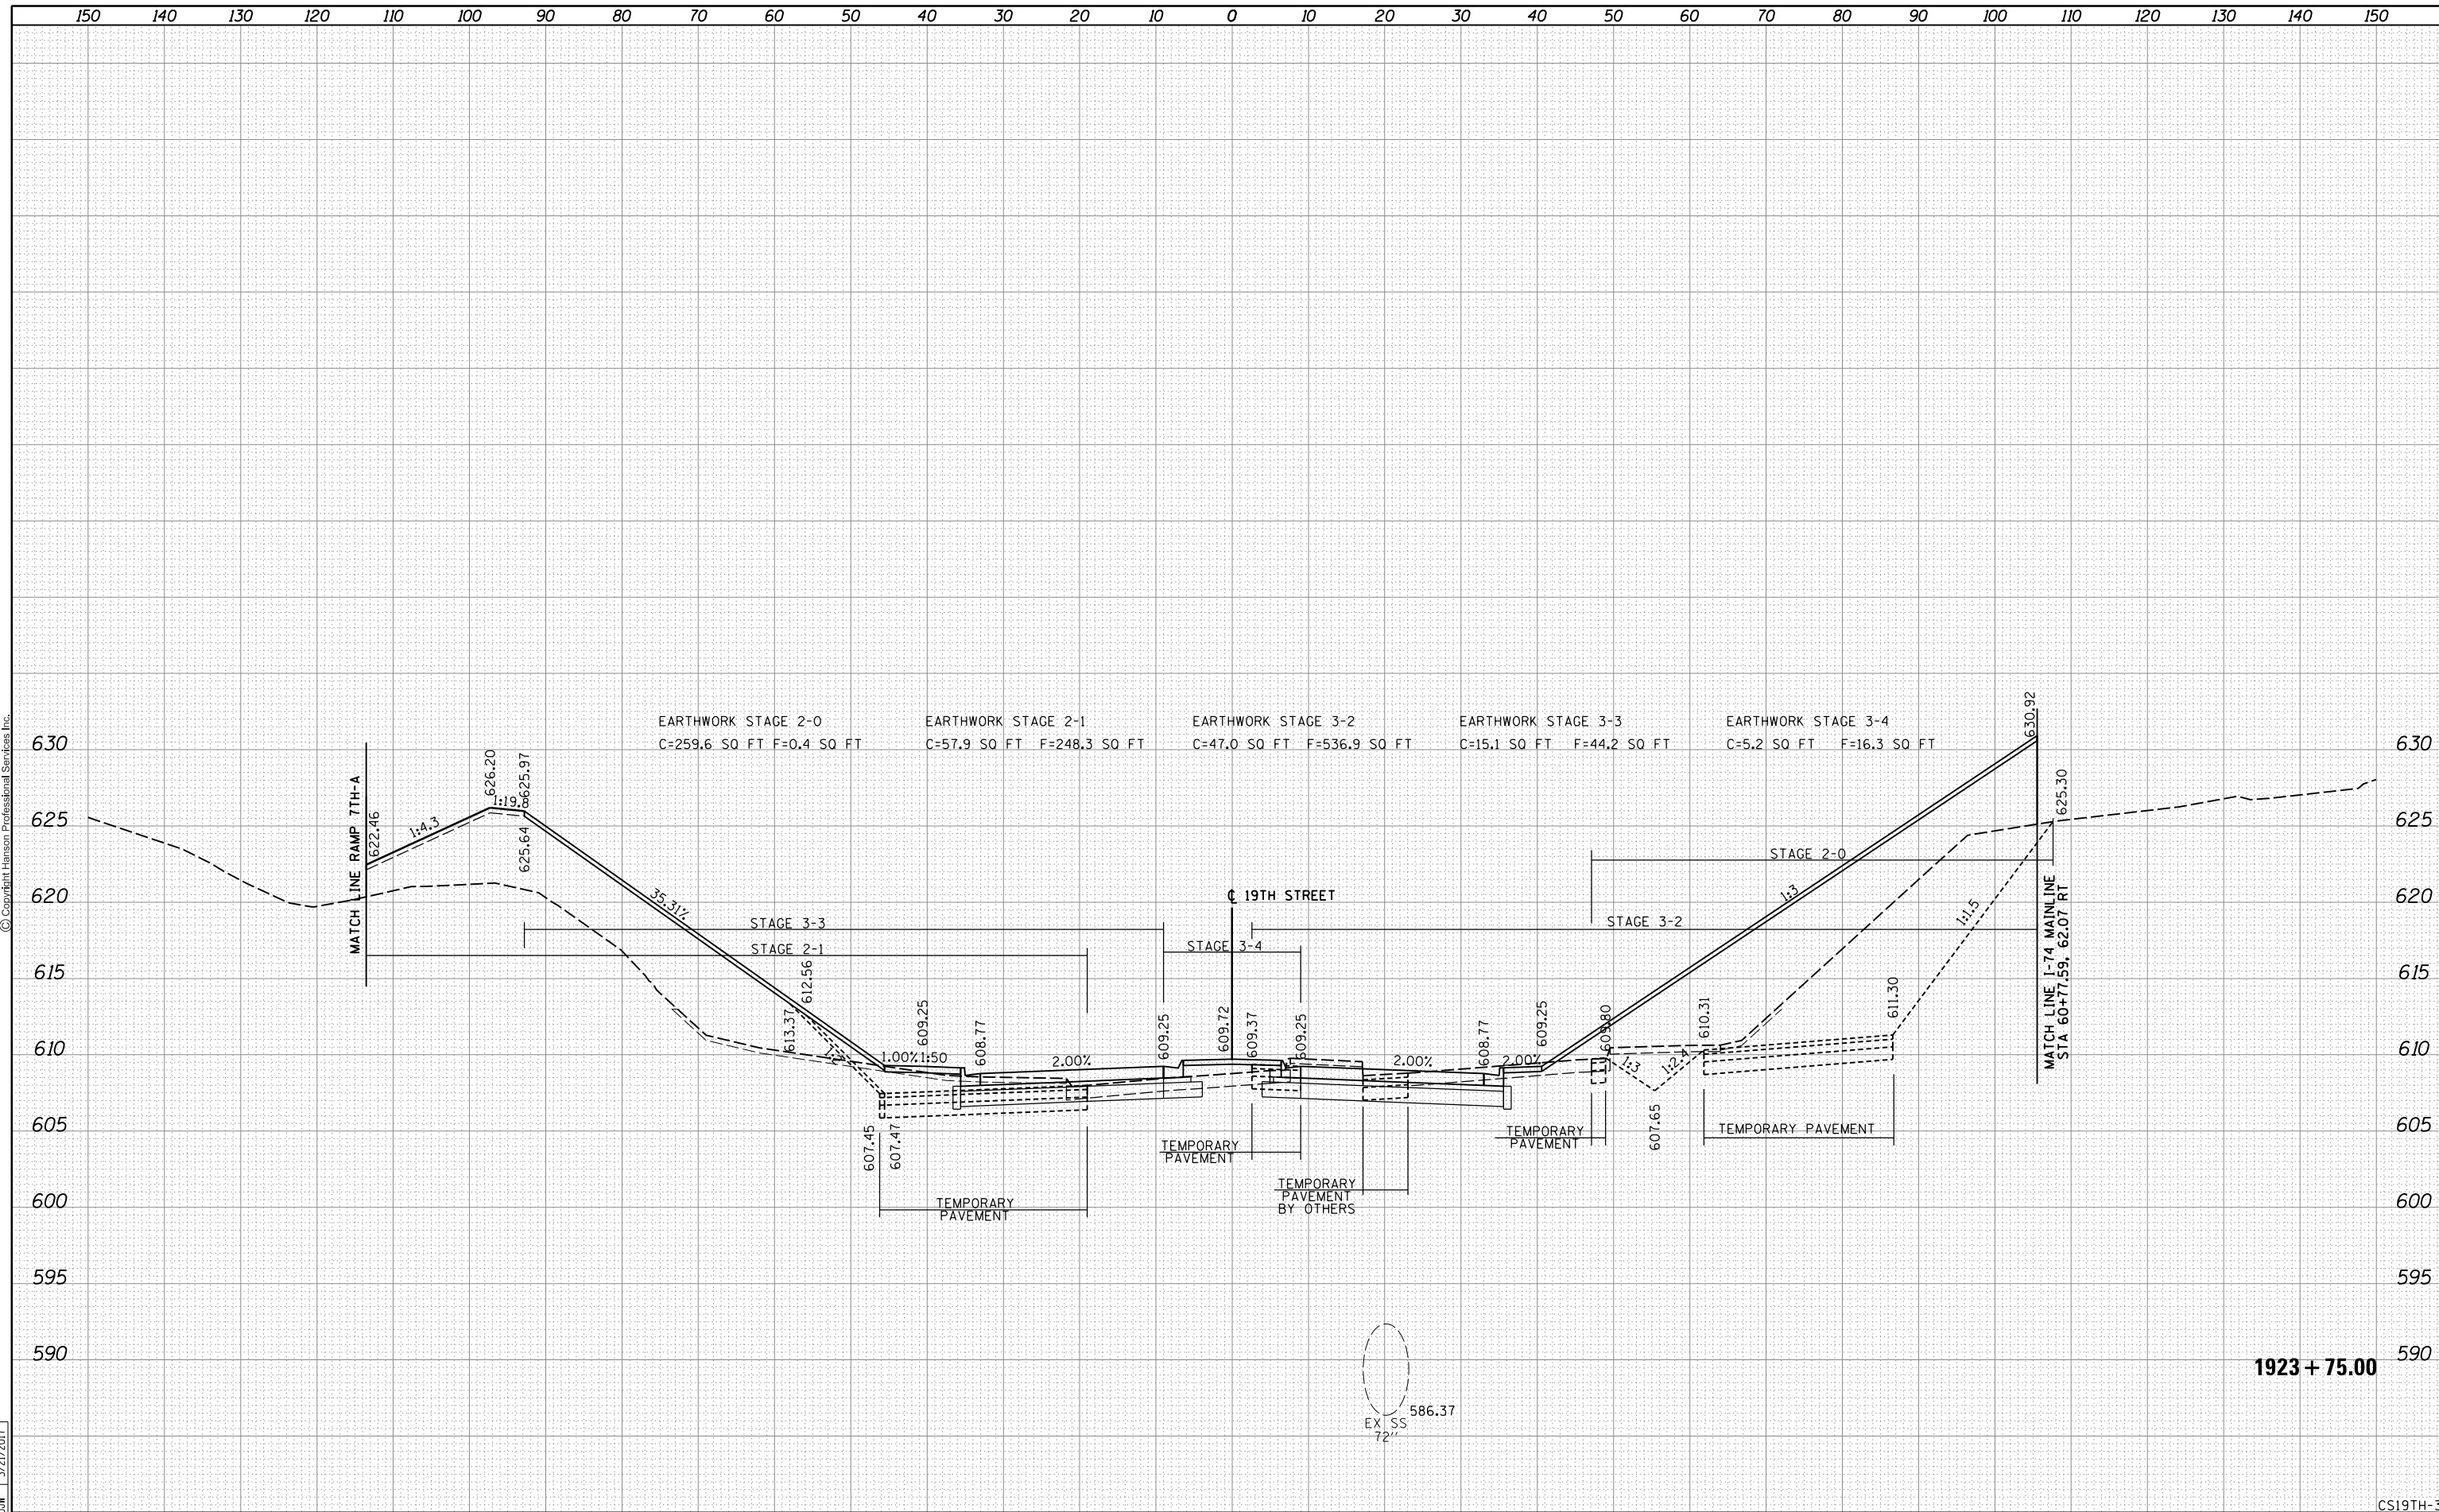 150 140 130 120 110 100 90 80 70 60 50 40 30 20 10 0 10 20 30 40 50 60 70 80 90 100 110 120 130 140 150
EARTHWORK STAGE 2-0
C=259.6 SQ FT F=0.4 SQ FT
EARTHWORK STAGE 2-1
C=57.9 SQ FT F=248.3 SQ FT
EARTHWORK STAGE 3-2
C=47.0 SQ FT F=536.9 SQ FT
EARTHWORK STAGE 3-3
C=15.1 SQ FT F=44.2 SQ FT
EARTHWORK STAGE 3-4
C=5.2 SQ FT F=16.3 SQ FT
630
625
620
615
610
605
600
595
590
630
625
620
615
610
605
600
595
590
MATCH LINE RAMP 7TH-A
622.46
1:4.3
626.20
1:19.8
625.97
625.64
35.31%
STAGE 3-3
STAGE 2-1
STAGE 3-4
℄ 19TH STREET
STAGE 2-0
STAGE 3-2
630.92
625.30
1:3
1:1.5
MATCH LINE I-74 MAINLINE
STA 60+77.59, 62.07 RT
613.37
612.56
609.25
1.00%
1:50
608.77
2.00%
609.25
609.72
609.37
609.25
2.00%
608.77
2.00%
609.25
609.80
1:3
1:2.4
610.31
611.30
607.45
607.47
607.65
TEMPORARY
PAVEMENT
TEMPORARY
PAVEMENT
TEMPORARY
PAVEMENT
BY OTHERS
TEMPORARY
PAVEMENT
TEMPORARY PAVEMENT
586.37
EX SS
72''
1923+75.00
© Copyright Hanson Professional Services Inc.
CS19TH-3